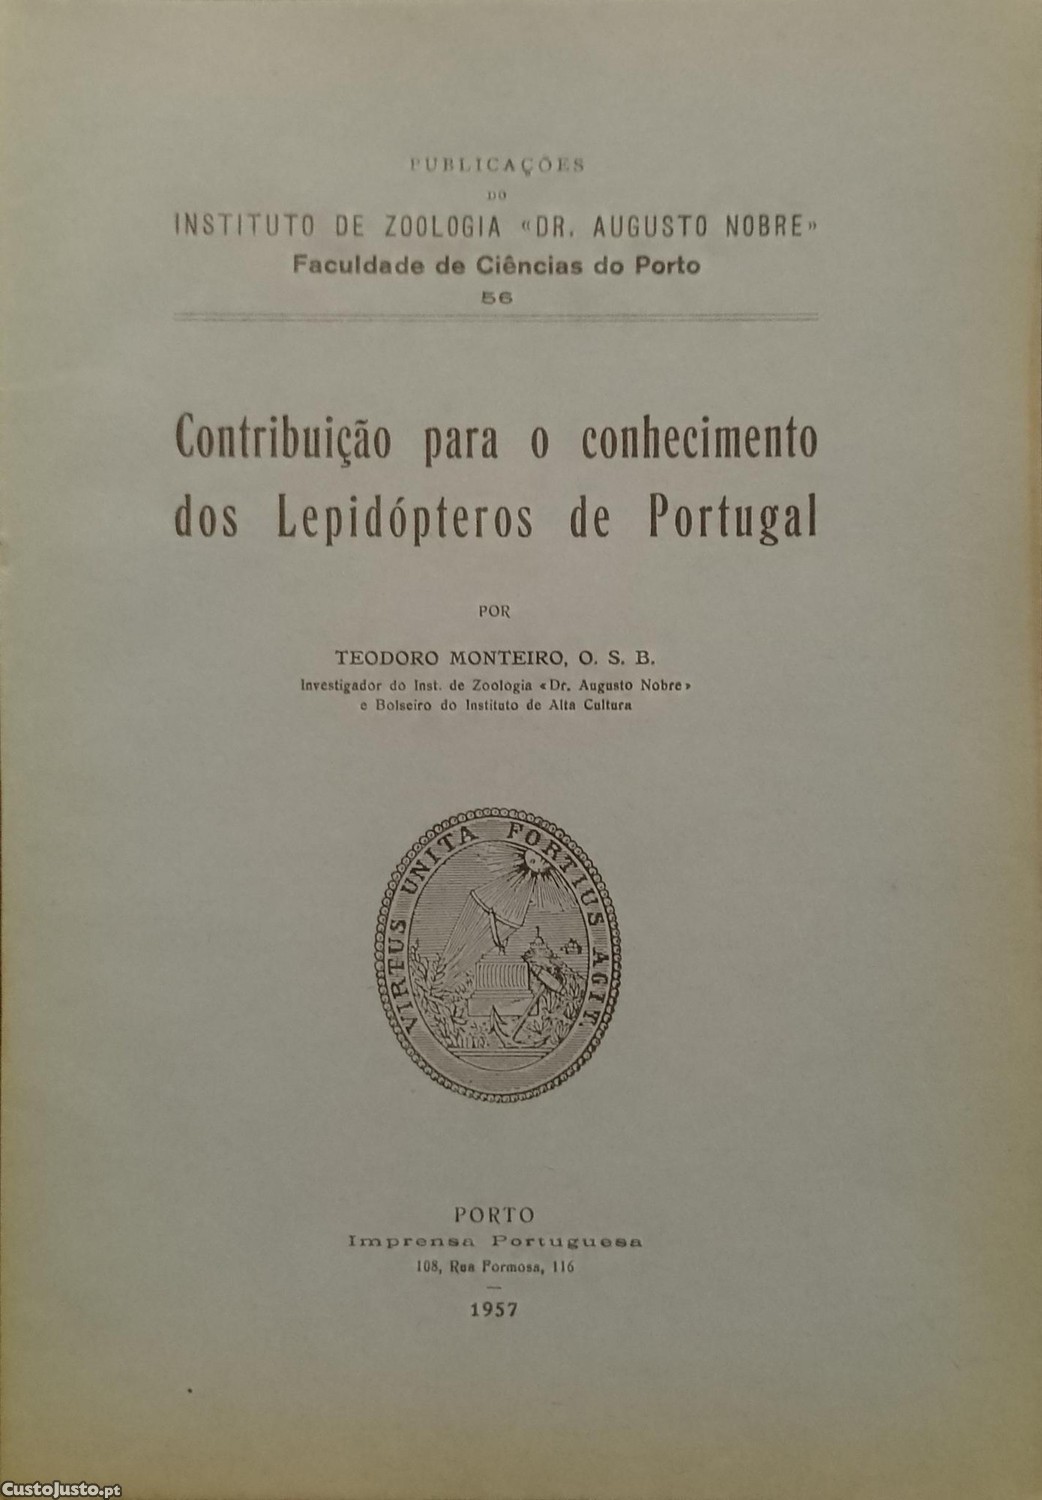 PUBLICAÇÕES
DO
INSTITUTO DE ZOOLOGIA «DR. AUGUSTO NOBRE»
Faculdade de Ciências do Porto
56
Contribuição para o conhecimento
dos Lepidópteros de Portugal
POR
TEODORO MONTEIRO, O. S. B.
Investigador do Inst. de Zoologia «Dr. Augusto Nobre»
e Bolseiro do Instituto de Alta Cultura
VIRTUS UNITA FORTIUS AGIT
PORTO
Imprensa Portuguesa
108, Rua Formosa, 116
1957
CustoJusto.pt